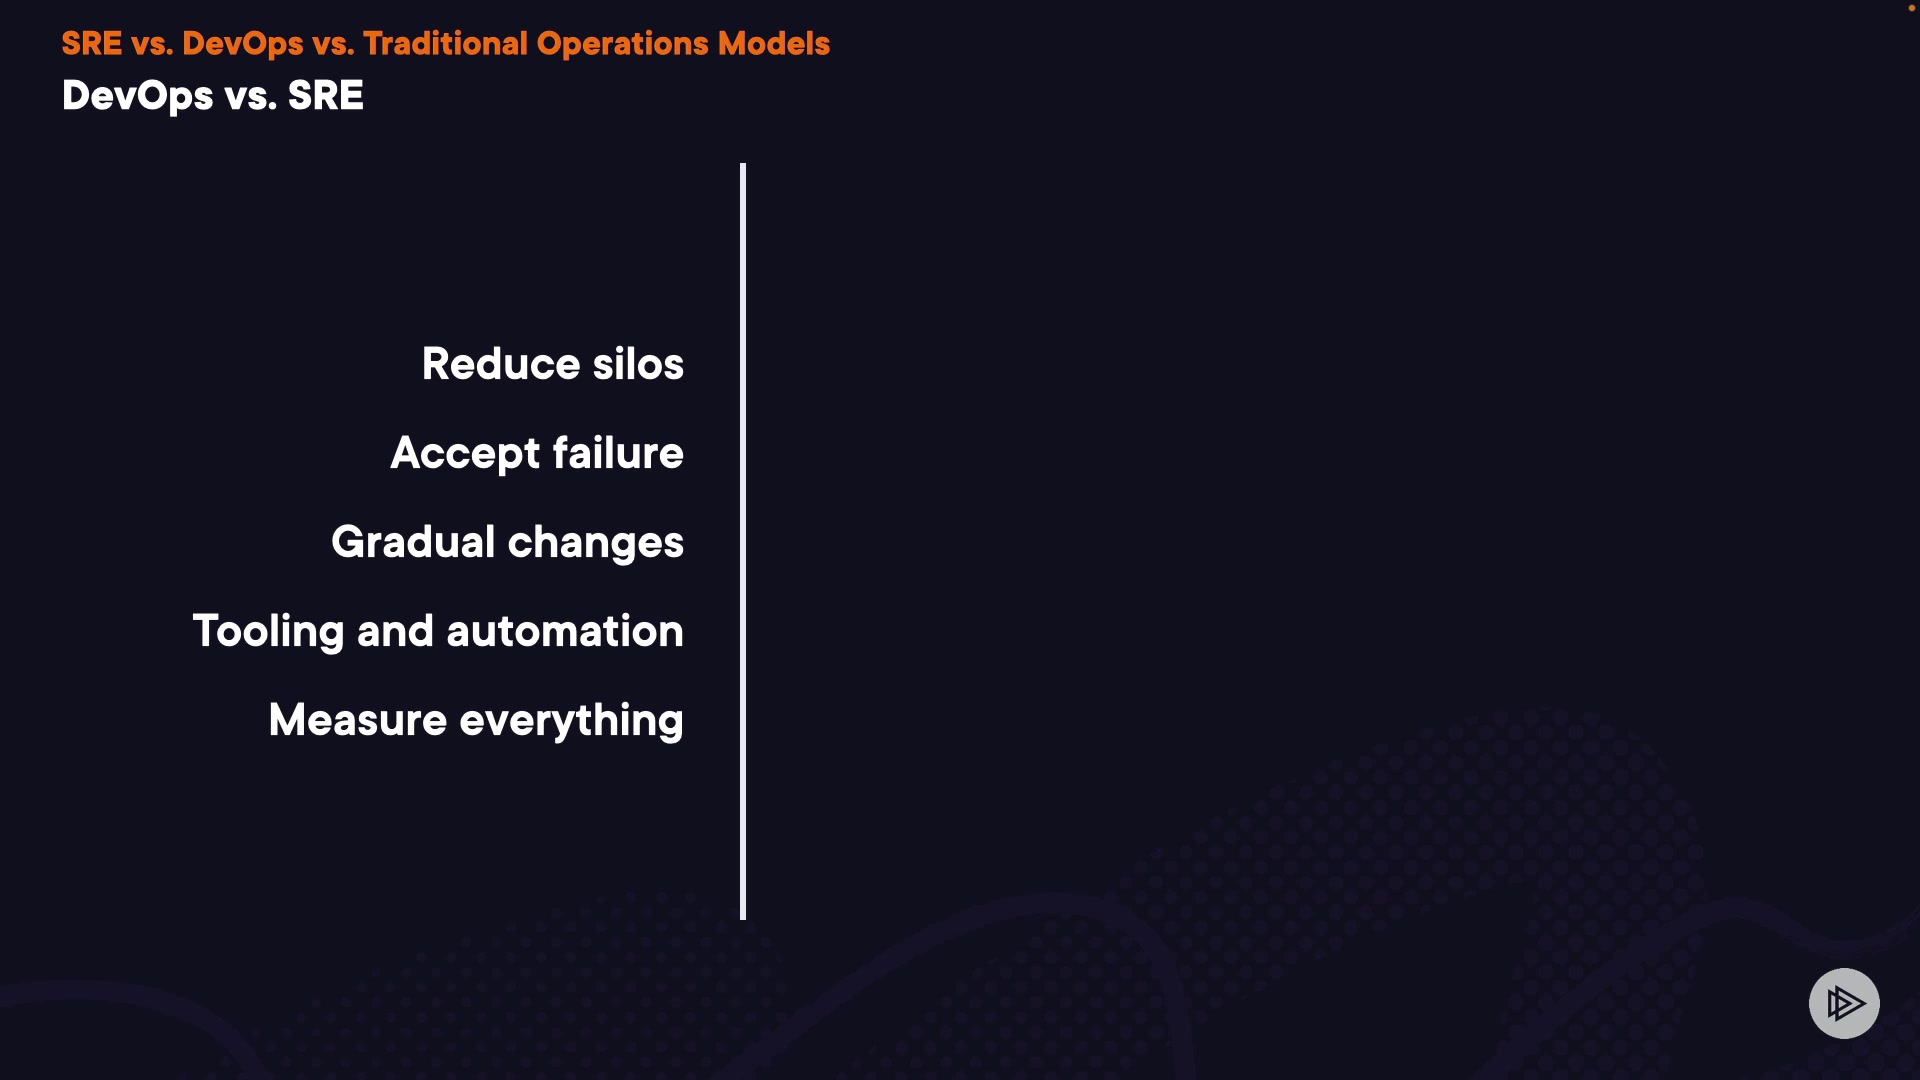 SRE vs. DevOps vs. Traditional Operations Models
DevOps vs. SRE
Reduce silos
Accept failure
Gradual changes
Tooling and automation
Measure everything